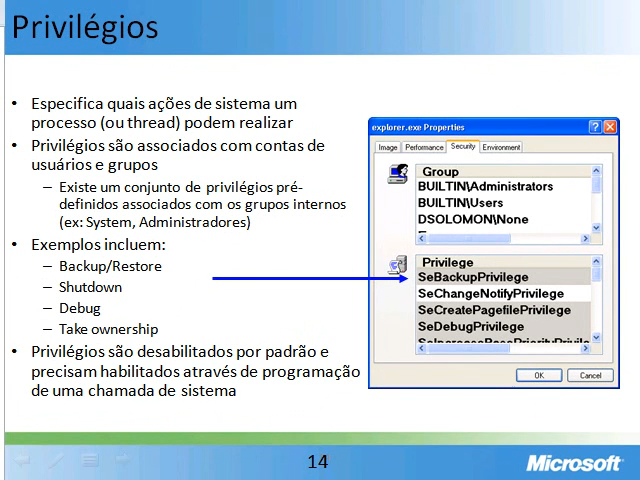 Privilégios
• Especifica quais ações de sistema um
processo (ou thread) podem realizar
• Privilégios são associados com contas de
usuários e grupos
– Existe um conjunto de privilégios pré-
definidos associados com os grupos internos
(ex: System, Administradores)
• Exemplos incluem:
– Backup/Restore
– Shutdown
– Debug
– Take ownership
• Privilégios são desabilitados por padrão e
precisam habilitados através de programação
de uma chamada de sistema
explorer.exe Properties
Image Performance Security Environment
Group
BUILTIN\Administrators
BUILTIN\Users
DSOLOMON\None
Privilege
SeBackupPrivilege
SeChangeNotifyPrivilege
SeCreatePagefilePrivilege
SeDebugPrivilege
SeIncreaseBasePriorityPrivile
OK Cancel
14
Microsoft